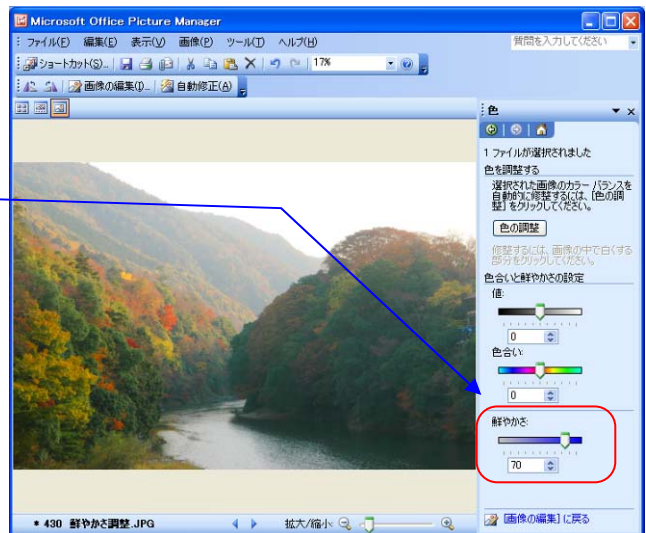 Microsoft Office Picture Manager
ファイル(F) 編集(E) 表示(V) 画像(P) ツール(T) ヘルプ(H) 質問を入力してください
ショートカット(S)... 17%
画像の編集(I)... 自動修正(A)
色
1 ファイルが選択されました
色を調整する
選択された画像のカラー バランスを
自動的に修整するには、[色の調
整] をクリックしてください。
色の調整
修整するには、画像の中で白くする
部分をクリックしてください。
色合いと鮮やかさの設定
値:
0
色合い:
0
鮮やかさ:
70
* 430 鮮やかさ調整.JPG 拡大/縮小:
[画像の編集] に戻る